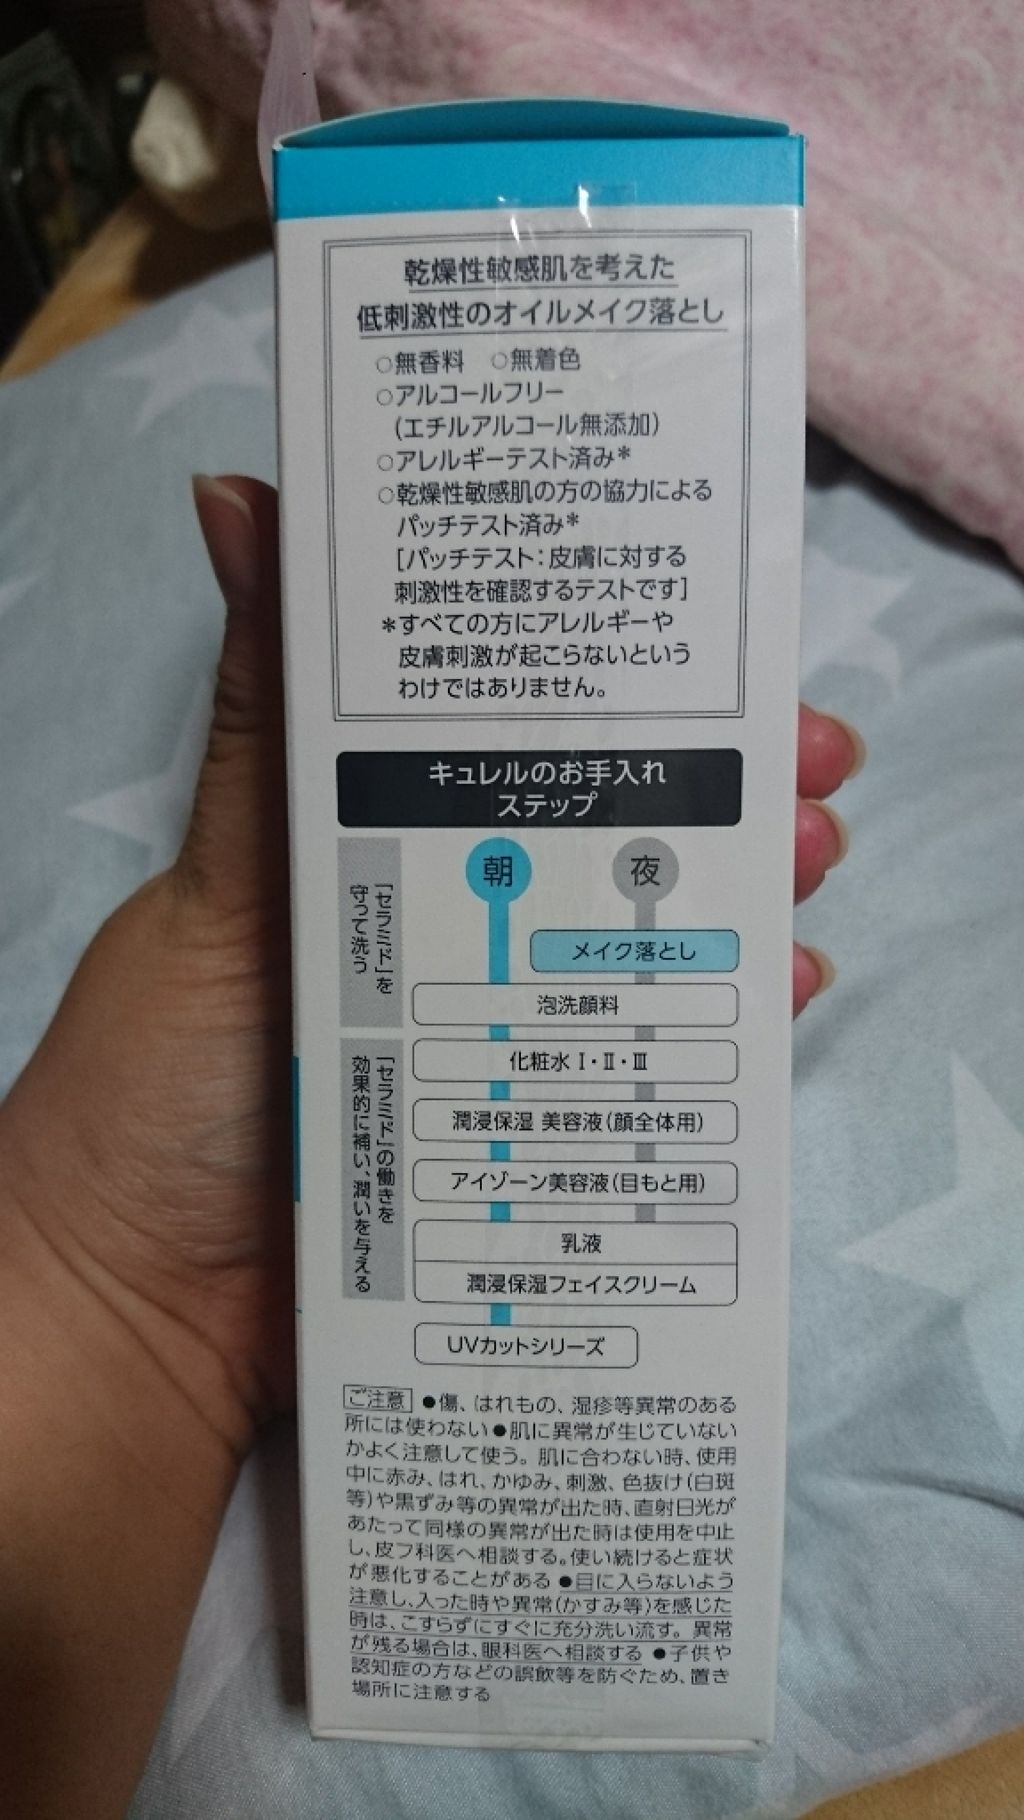 乾燥性敏感肌を考えた
低刺激性のオイルメイク落とし
○無香料 ○無着色
○アルコールフリー
(エチルアルコール無添加)
○アレルギーテスト済み*
○乾燥性敏感肌の方の協力による
パッチテスト済み*
[パッチテスト:皮膚に対する
刺激性を確認するテストです]
*すべての方にアレルギーや
皮膚刺激が起こらないという
わけではありません。
キュレルのお手入れ
ステップ
朝 夜
「セラミド」を
守って洗う
メイク落とし
泡洗顔料
「セラミド」の働きを
効果的に補い、潤いを与える
化粧水 Ⅰ・Ⅱ・Ⅲ
潤浸保湿 美容液(顔全体用)
アイゾーン美容液(目もと用)
乳液
潤浸保湿フェイスクリーム
UVカットシリーズ
ご注意 ●傷、はれもの、湿疹等異常のある
所には使わない●肌に異常が生じていない
かよく注意して使う。肌に合わない時、使用
中に赤み、はれ、かゆみ、刺激、色抜け(白斑
等)や黒ずみ等の異常が出た時、直射日光が
あたって同様の異常が出た時は使用を中止
し、皮フ科医へ相談する。使い続けると症状
が悪化することがある ●目に入らないよう
注意し、入った時や異常(かすみ等)を感じた
時は、こすらずにすぐに充分洗い流す。異常
が残る場合は、眼科医へ相談する ●子供や
認知症の方などの誤飲等を防ぐため、置き
場所に注意する